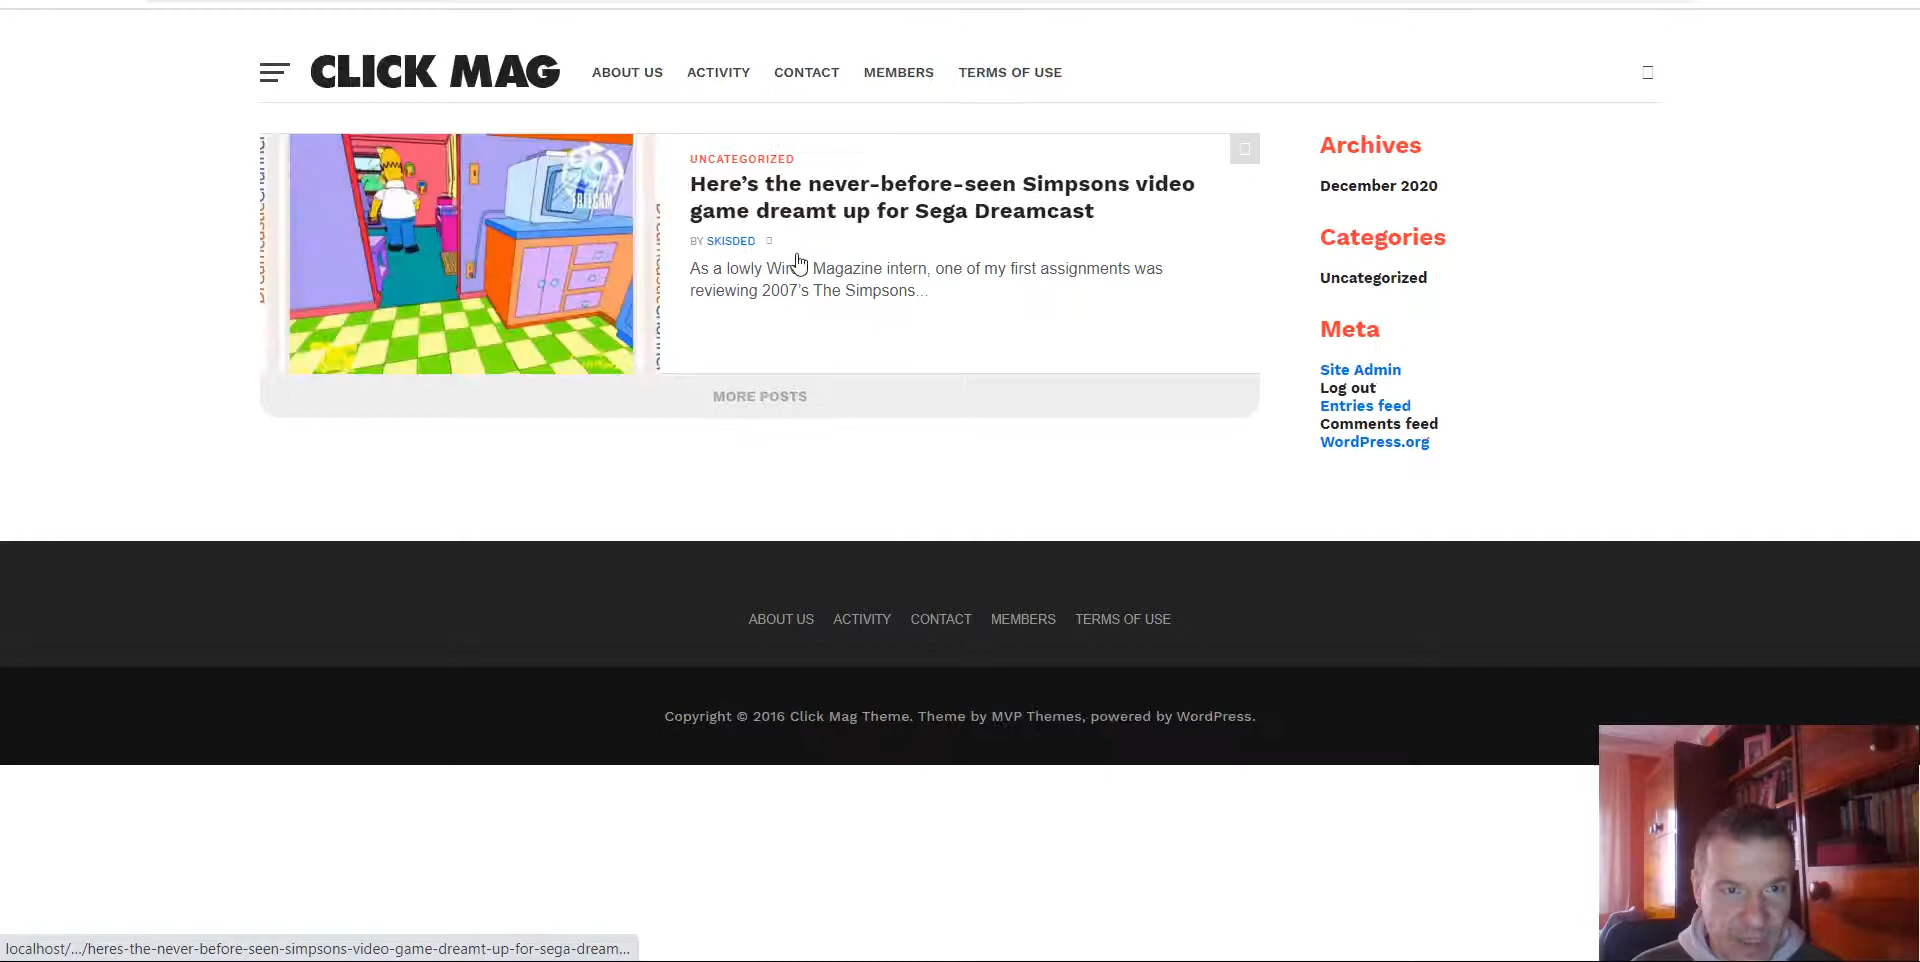 CLICK MAG
ABOUT US ACTIVITY CONTACT MEMBERS TERMS OF USE
UNCATEGORIZED
Here’s the never-before-seen Simpsons video
game dreamt up for Sega Dreamcast
BY SKISDED
As a lowly Magazine intern, one of my first assignments was
reviewing 2007’s The Simpsons...
MORE POSTS
Archives
December 2020
Categories
Uncategorized
Meta
Site Admin
Log out
Entries feed
Comments feed
WordPress.org
ABOUT US ACTIVITY CONTACT MEMBERS TERMS OF USE
Copyright © 2016 Click Mag Theme. Theme by MVP Themes, powered by WordPress.
localhost/.../heres-the-never-before-seen-simpsons-video-game-dreamt-up-for-sega-dream...